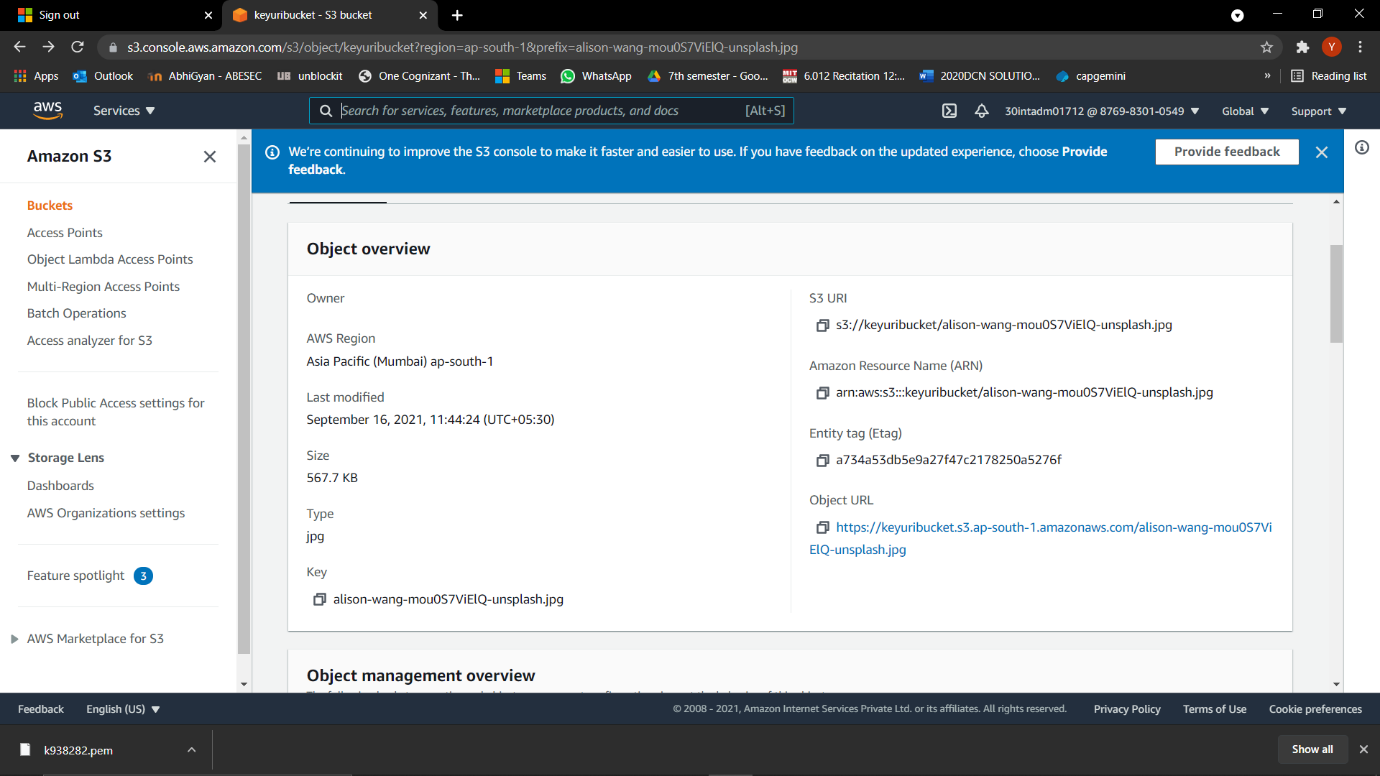 Sign out
keyuribucket - S3 bucket
s3.console.aws.amazon.com/s3/object/keyuribucket?region=ap-south-1&prefix=alison-wang-mou0S7ViElQ-unsplash.jpg
Y
Apps
Outlook
AbhiGyan - ABESEC
UB unblockit
One Cognizant - Th...
Teams
WhatsApp
7th semester - Goo...
MIT OCW 6.012 Recitation 12:...
2020DCN SOLUTIO...
capgemini
»
Reading list
aws
Services
Search for services, features, marketplace products, and docs
[Alt+S]
30intadm01712 @ 8769-8301-0549
Global
Support
Amazon S3
Buckets
Access Points
Object Lambda Access Points
Multi-Region Access Points
Batch Operations
Access analyzer for S3
Block Public Access settings for
this account
Storage Lens
Dashboards
AWS Organizations settings
Feature spotlight 3
AWS Marketplace for S3
We're continuing to improve the S3 console to make it faster and easier to use. If you have feedback on the updated experience, choose Provide
feedback.
Provide feedback
Object overview
Owner
AWS Region
Asia Pacific (Mumbai) ap-south-1
Last modified
September 16, 2021, 11:44:24 (UTC+05:30)
Size
567.7 KB
Type
jpg
Key
alison-wang-mou0S7ViElQ-unsplash.jpg
S3 URI
s3://keyuribucket/alison-wang-mou0S7ViElQ-unsplash.jpg
Amazon Resource Name (ARN)
arn:aws:s3:::keyuribucket/alison-wang-mou0S7ViElQ-unsplash.jpg
Entity tag (Etag)
a734a53db5e9a27f47c2178250a5276f
Object URL
https://keyuribucket.s3.ap-south-1.amazonaws.com/alison-wang-mou0S7Vi
ElQ-unsplash.jpg
Object management overview
Feedback
English (US)
© 2008 - 2021, Amazon Internet Services Private Ltd. or its affiliates. All rights reserved.
Privacy Policy
Terms of Use
Cookie preferences
k938282.pem
Show all